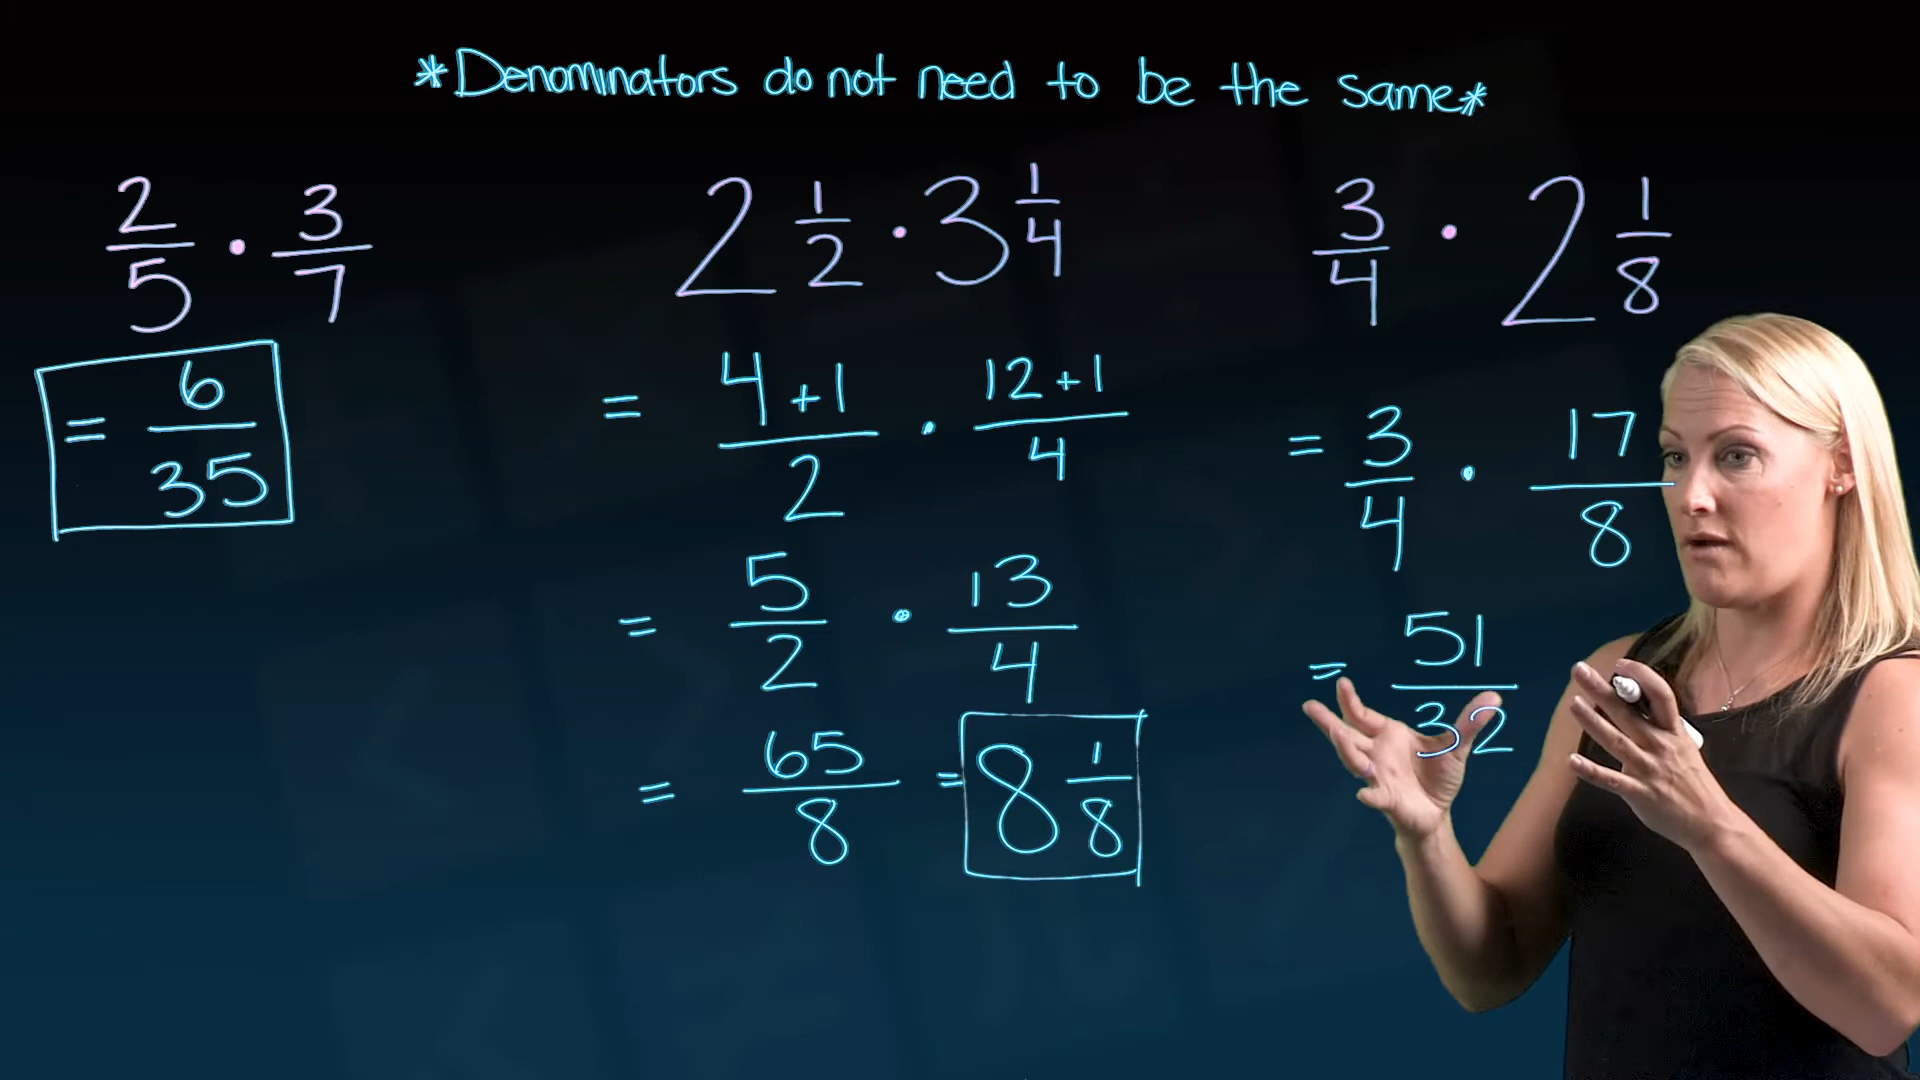 *Denominators do not need to be the same*
2/5 · 3/7
= 6/35
2 1/2 · 3 1/4
= 4+1/2 · 12+1/4
= 5/2 · 13/4
= 65/8 = 8 1/8
3/4 · 2 1/8
= 3/4 · 17/8
= 51/32